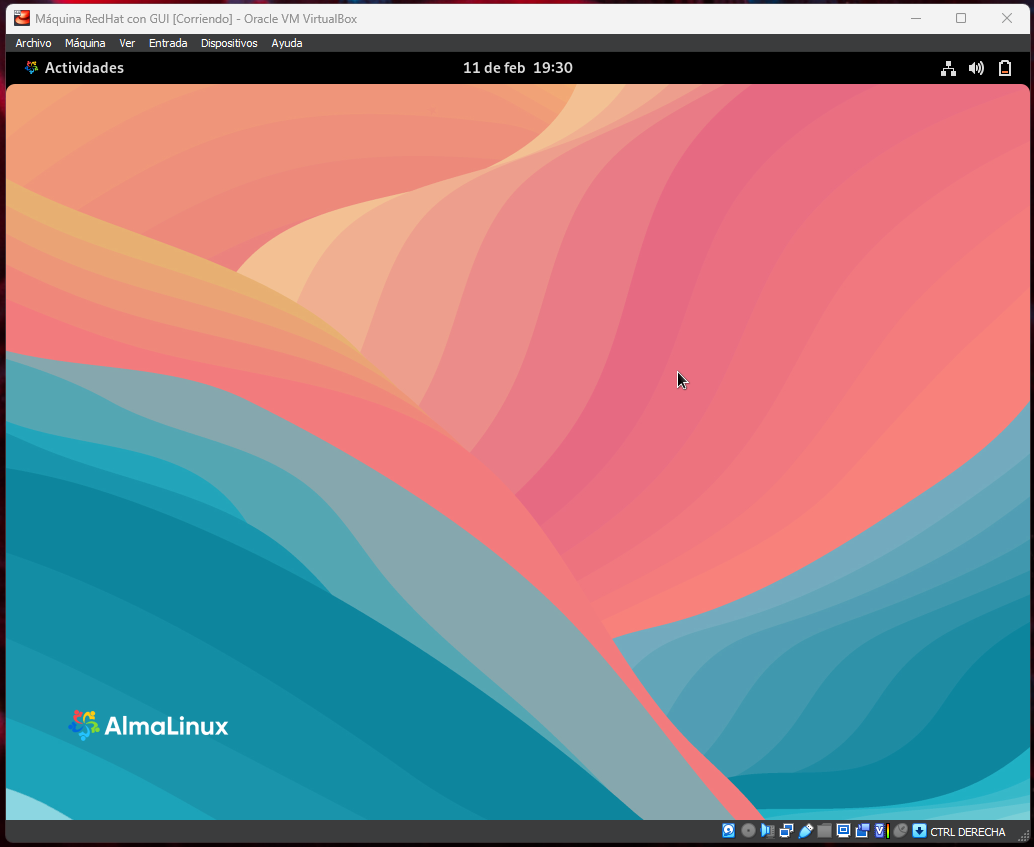 Máquina RedHat con GUI [Corriendo] - Oracle VM VirtualBox
Archivo Máquina Ver Entrada Dispositivos Ayuda
Actividades 11 de feb 19:30
AlmaLinux
CTRL DERECHA